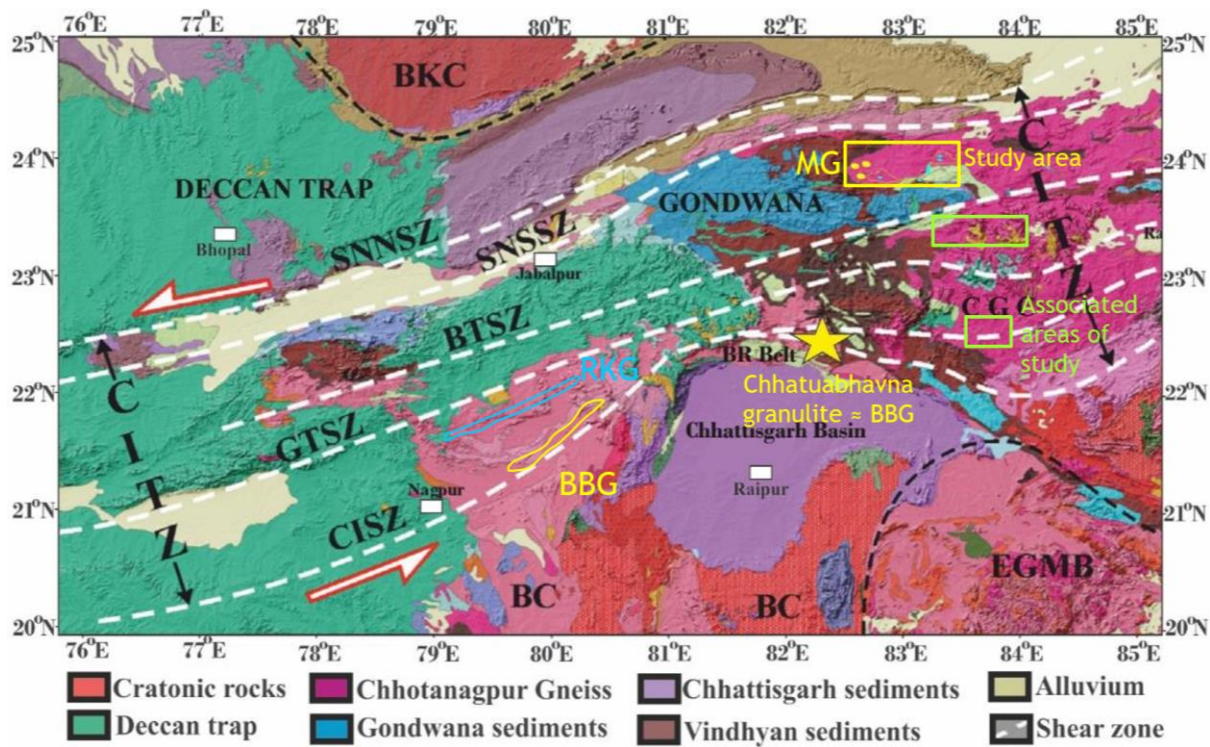 76°E 77°E 78°E 79°E 80°E 81°E 82°E 83°E 84°E 85°E
25°N
25°N
BKC
24°N
MG
Study area
24°N
DECCAN TRAP
GONDWANA
Bhopal
SNNSZ
SNSSZ
Jabalpur
23°N
23°N
C I T Z
C G
Associated
areas of
study
BTSZ
BR Belt
22°N
22°N
RKG
Chhatuabhavna
granulite ≈ BBG
C I T Z
GTSZ
Chhattisgarh Basin
BBG
Raipur
Nagpur
21°N
21°N
CISZ
EGMB
BC
BC
20°N
20°N
76°E 77°E 78°E 79°E 80°E 81°E 82°E 83°E 84°E 85°E
Cratonic rocks
Chhotanagpur Gneiss
Chhattisgarh sediments
Alluvium
Deccan trap
Gondwana sediments
Vindhyan sediments
Shear zone